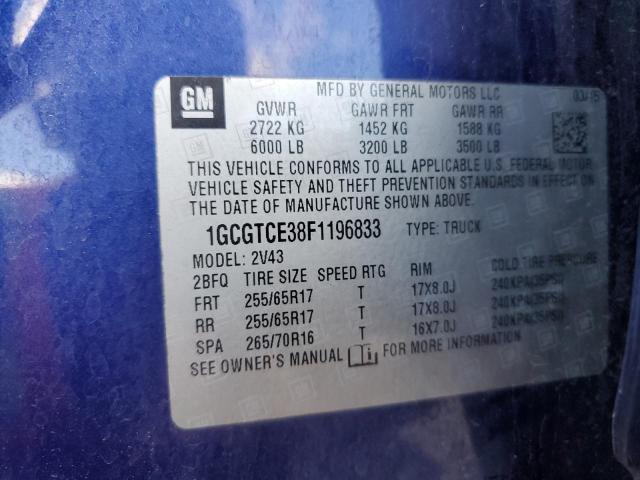 GM
MFD BY GENERAL MOTORS LLC 03/15
GVWR GAWR FRT GAWR RR
2722 KG 1452 KG 1588 KG
6000 LB 3200 LB 3500 LB
THIS VEHICLE CONFORMS TO ALL APPLICABLE U.S. FEDERAL MOTOR
VEHICLE SAFETY AND THEFT PREVENTION STANDARDS IN EFFECT ON
THE DATE OF MANUFACTURE SHOWN ABOVE.
1GCGTCE38F1196833 TYPE: TRUCK
MODEL: 2V43
2BFQ TIRE SIZE SPEED RTG RIM COLD TIRE PRESSURE
FRT 255/65R17 T 17X8.0J 240KPA(35PSI)
RR 255/65R17 T 17X8.0J 240KPA(35PSI)
SPA 265/70R16 T 16X7.0J 240KPA(35PSI)
SEE OWNER'S MANUAL FOR MORE INFORMATION